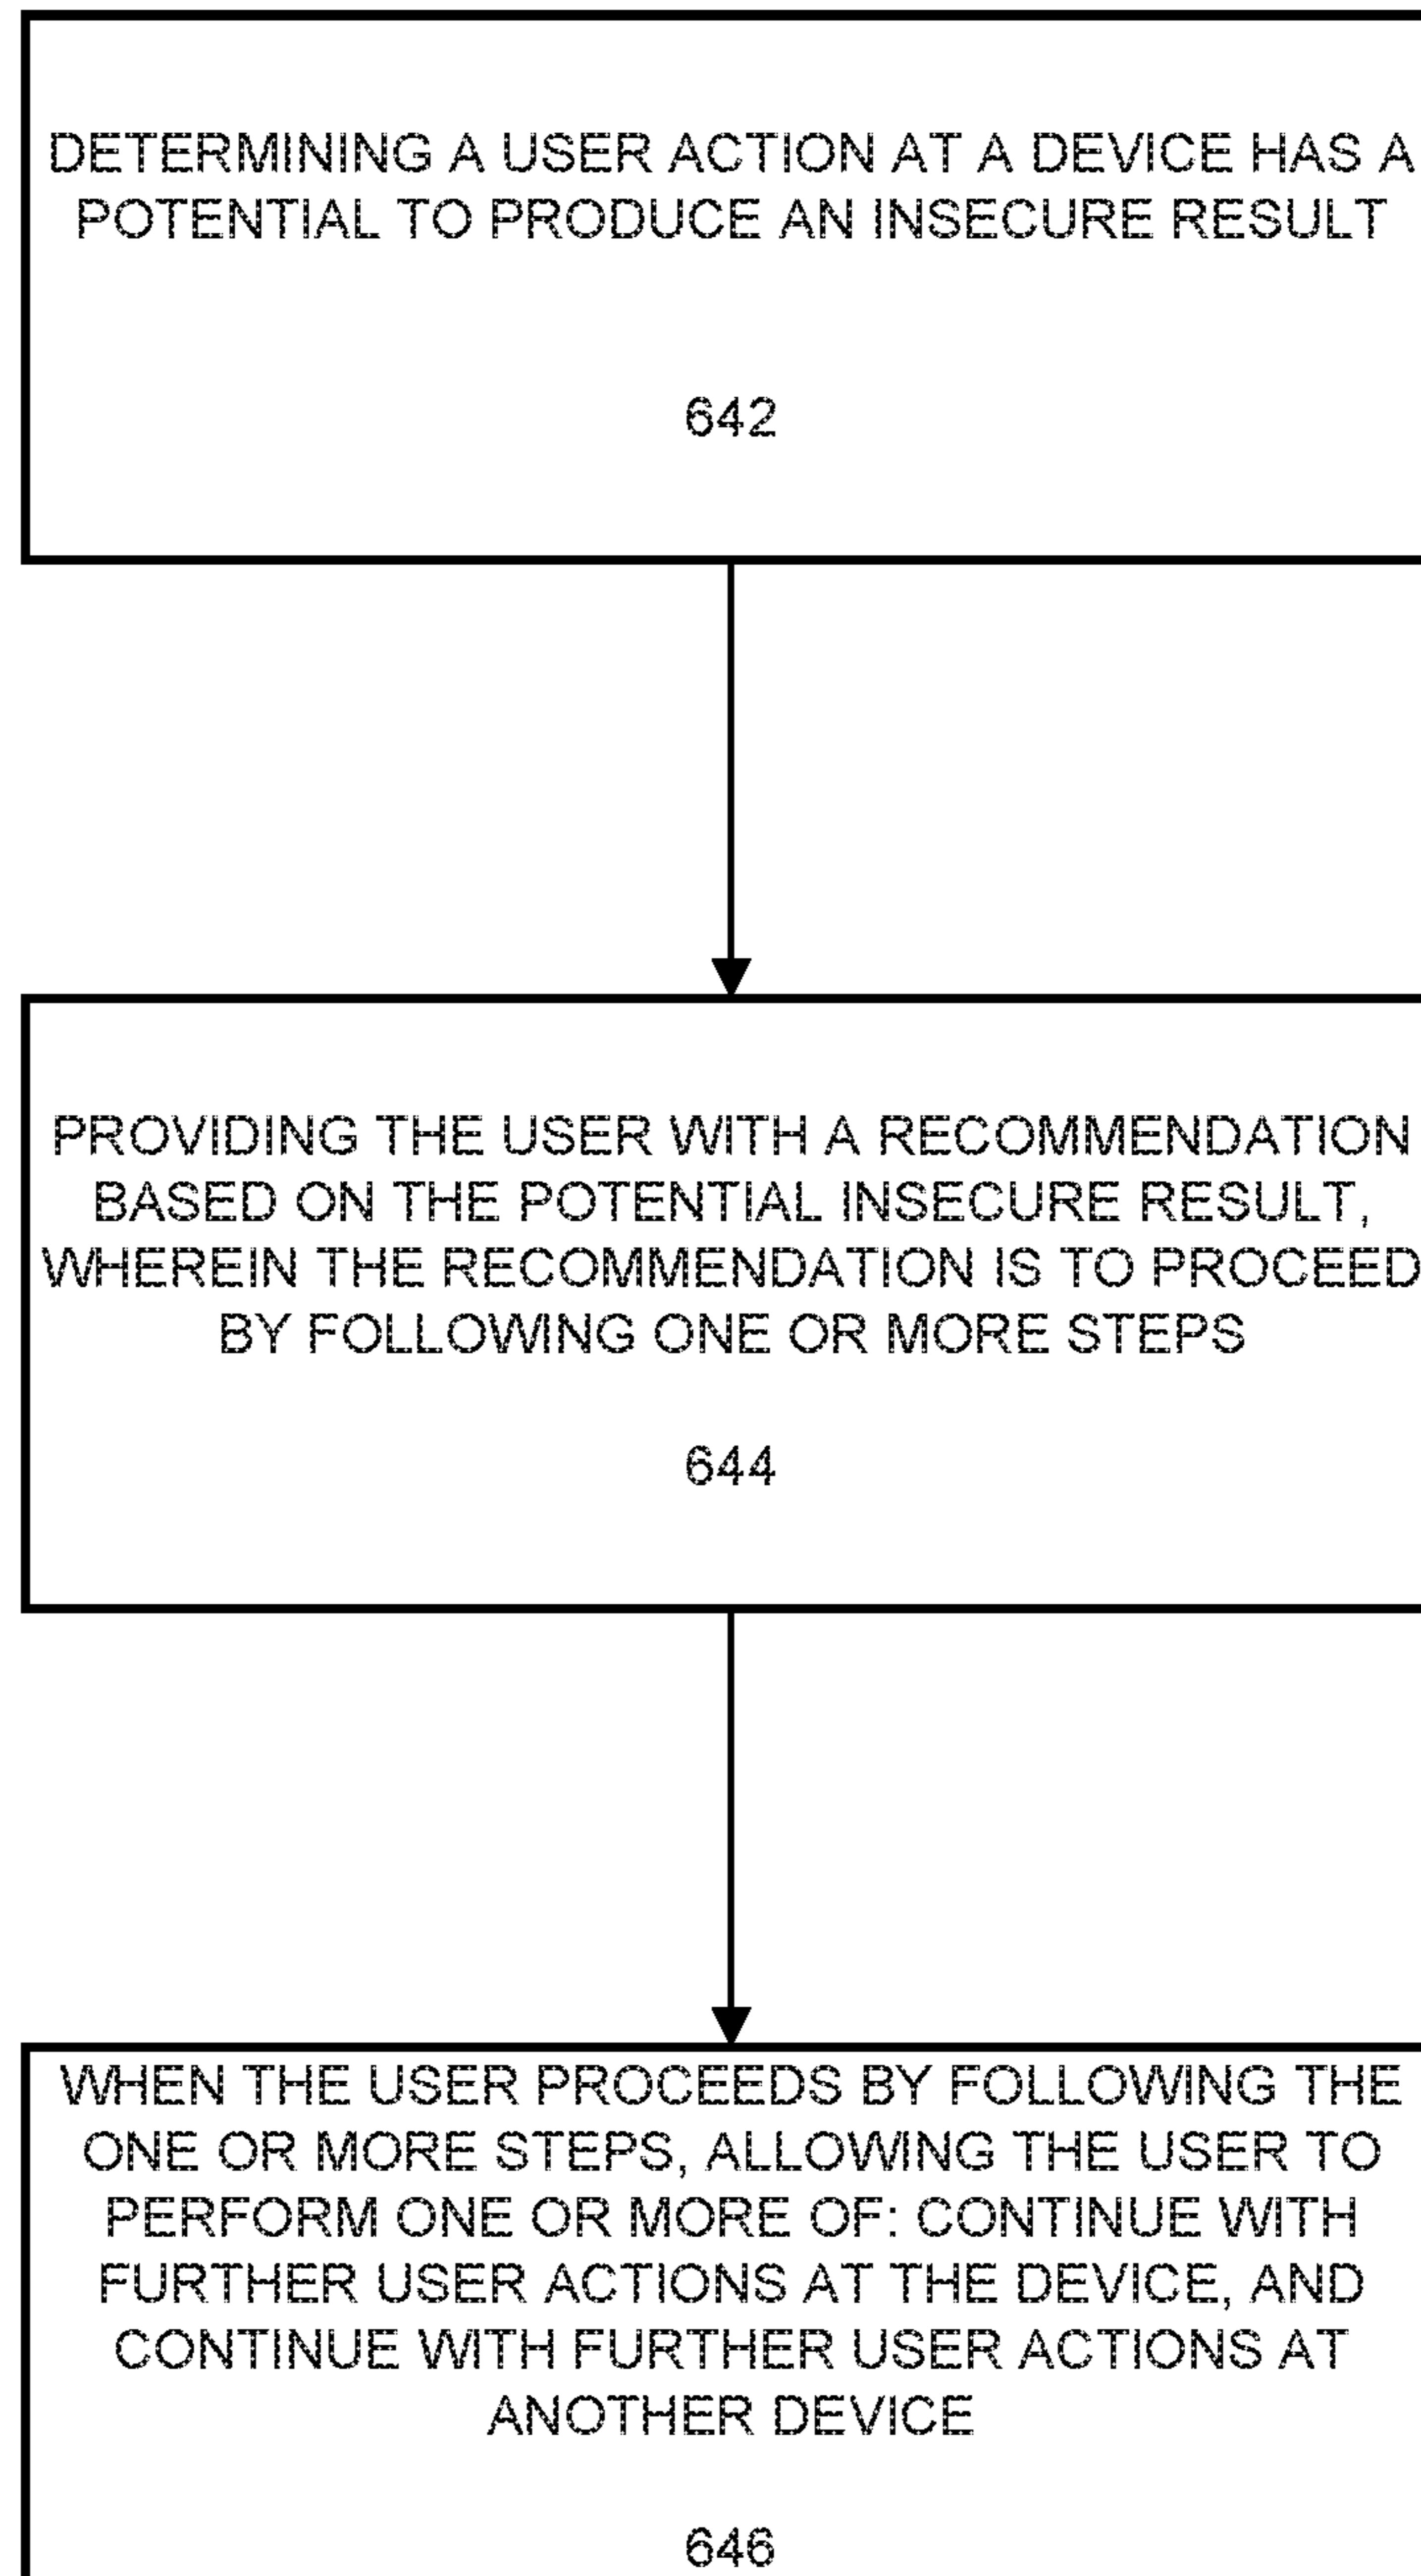 DETERMINING A USER ACTION AT A DEVICE HAS A
POTENTIAL TO PRODUCE AN INSECURE RESULT
642
PROVIDING THE USER WITH A RECOMMENDATION
BASED ON THE POTENTIAL INSECURE RESULT,
WHEREIN THE RECOMMENDATION IS TO PROCEED
BY FOLLOWING ONE OR MORE STEPS
644
WHEN THE USER PROCEEDS BY FOLLOWING THE
ONE OR MORE STEPS, ALLOWING THE USER TO
PERFORM ONE OR MORE OF: CONTINUE WITH
FURTHER USER ACTIONS AT THE DEVICE, AND
CONTINUE WITH FURTHER USER ACTIONS AT
ANOTHER DEVICE
646